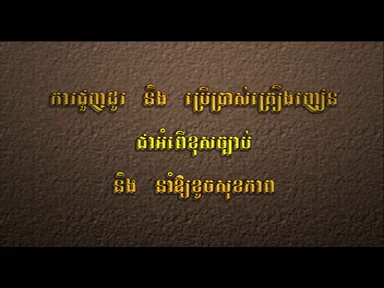 ការជួញដូរ និង ប្រើប្រាស់គ្រឿងញៀន
ជាអំពើខុសច្បាប់
និង នាំឱ្យខូចសុខភាព